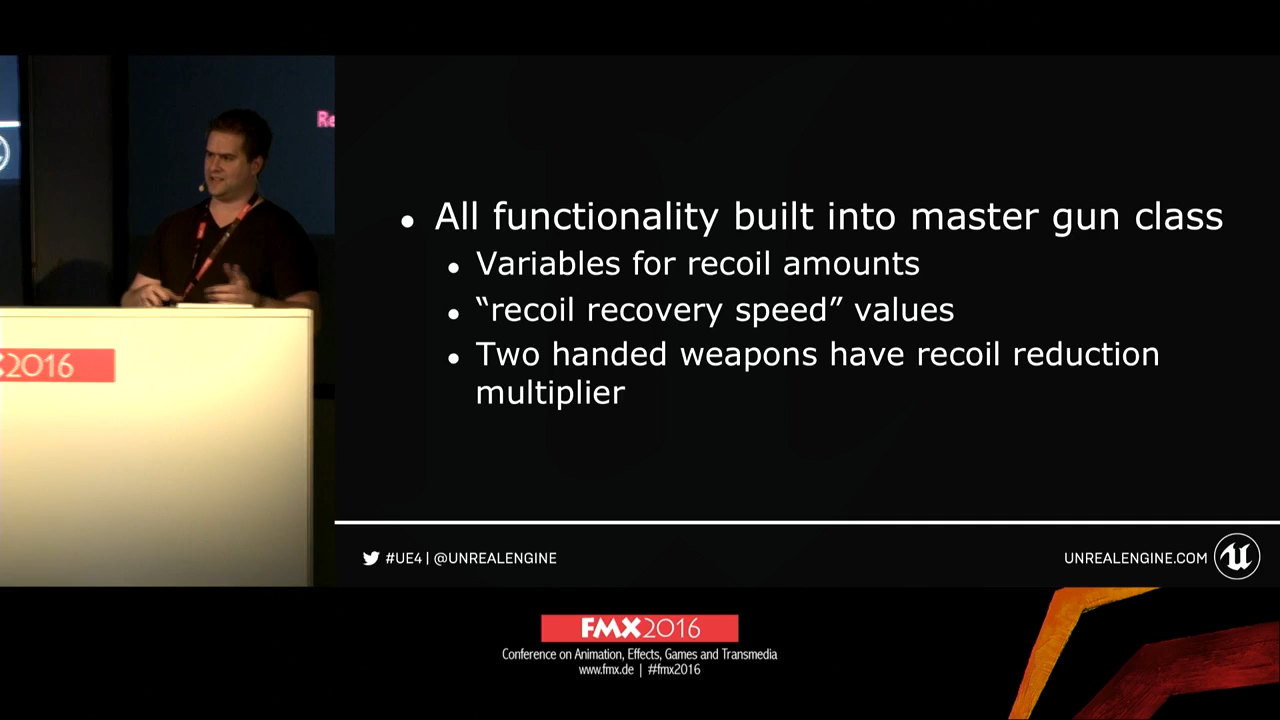 Re
All functionality built into master gun class
Variables for recoil amounts
“recoil recovery speed” values
Two handed weapons have recoil reduction
multiplier
X2016
#UE4 | @UNREALENGINE
UNREALENGINE.COM
FMX2016
Conference on Animation, Effects, Games and Transmedia
www.fmx.de | #fmx2016